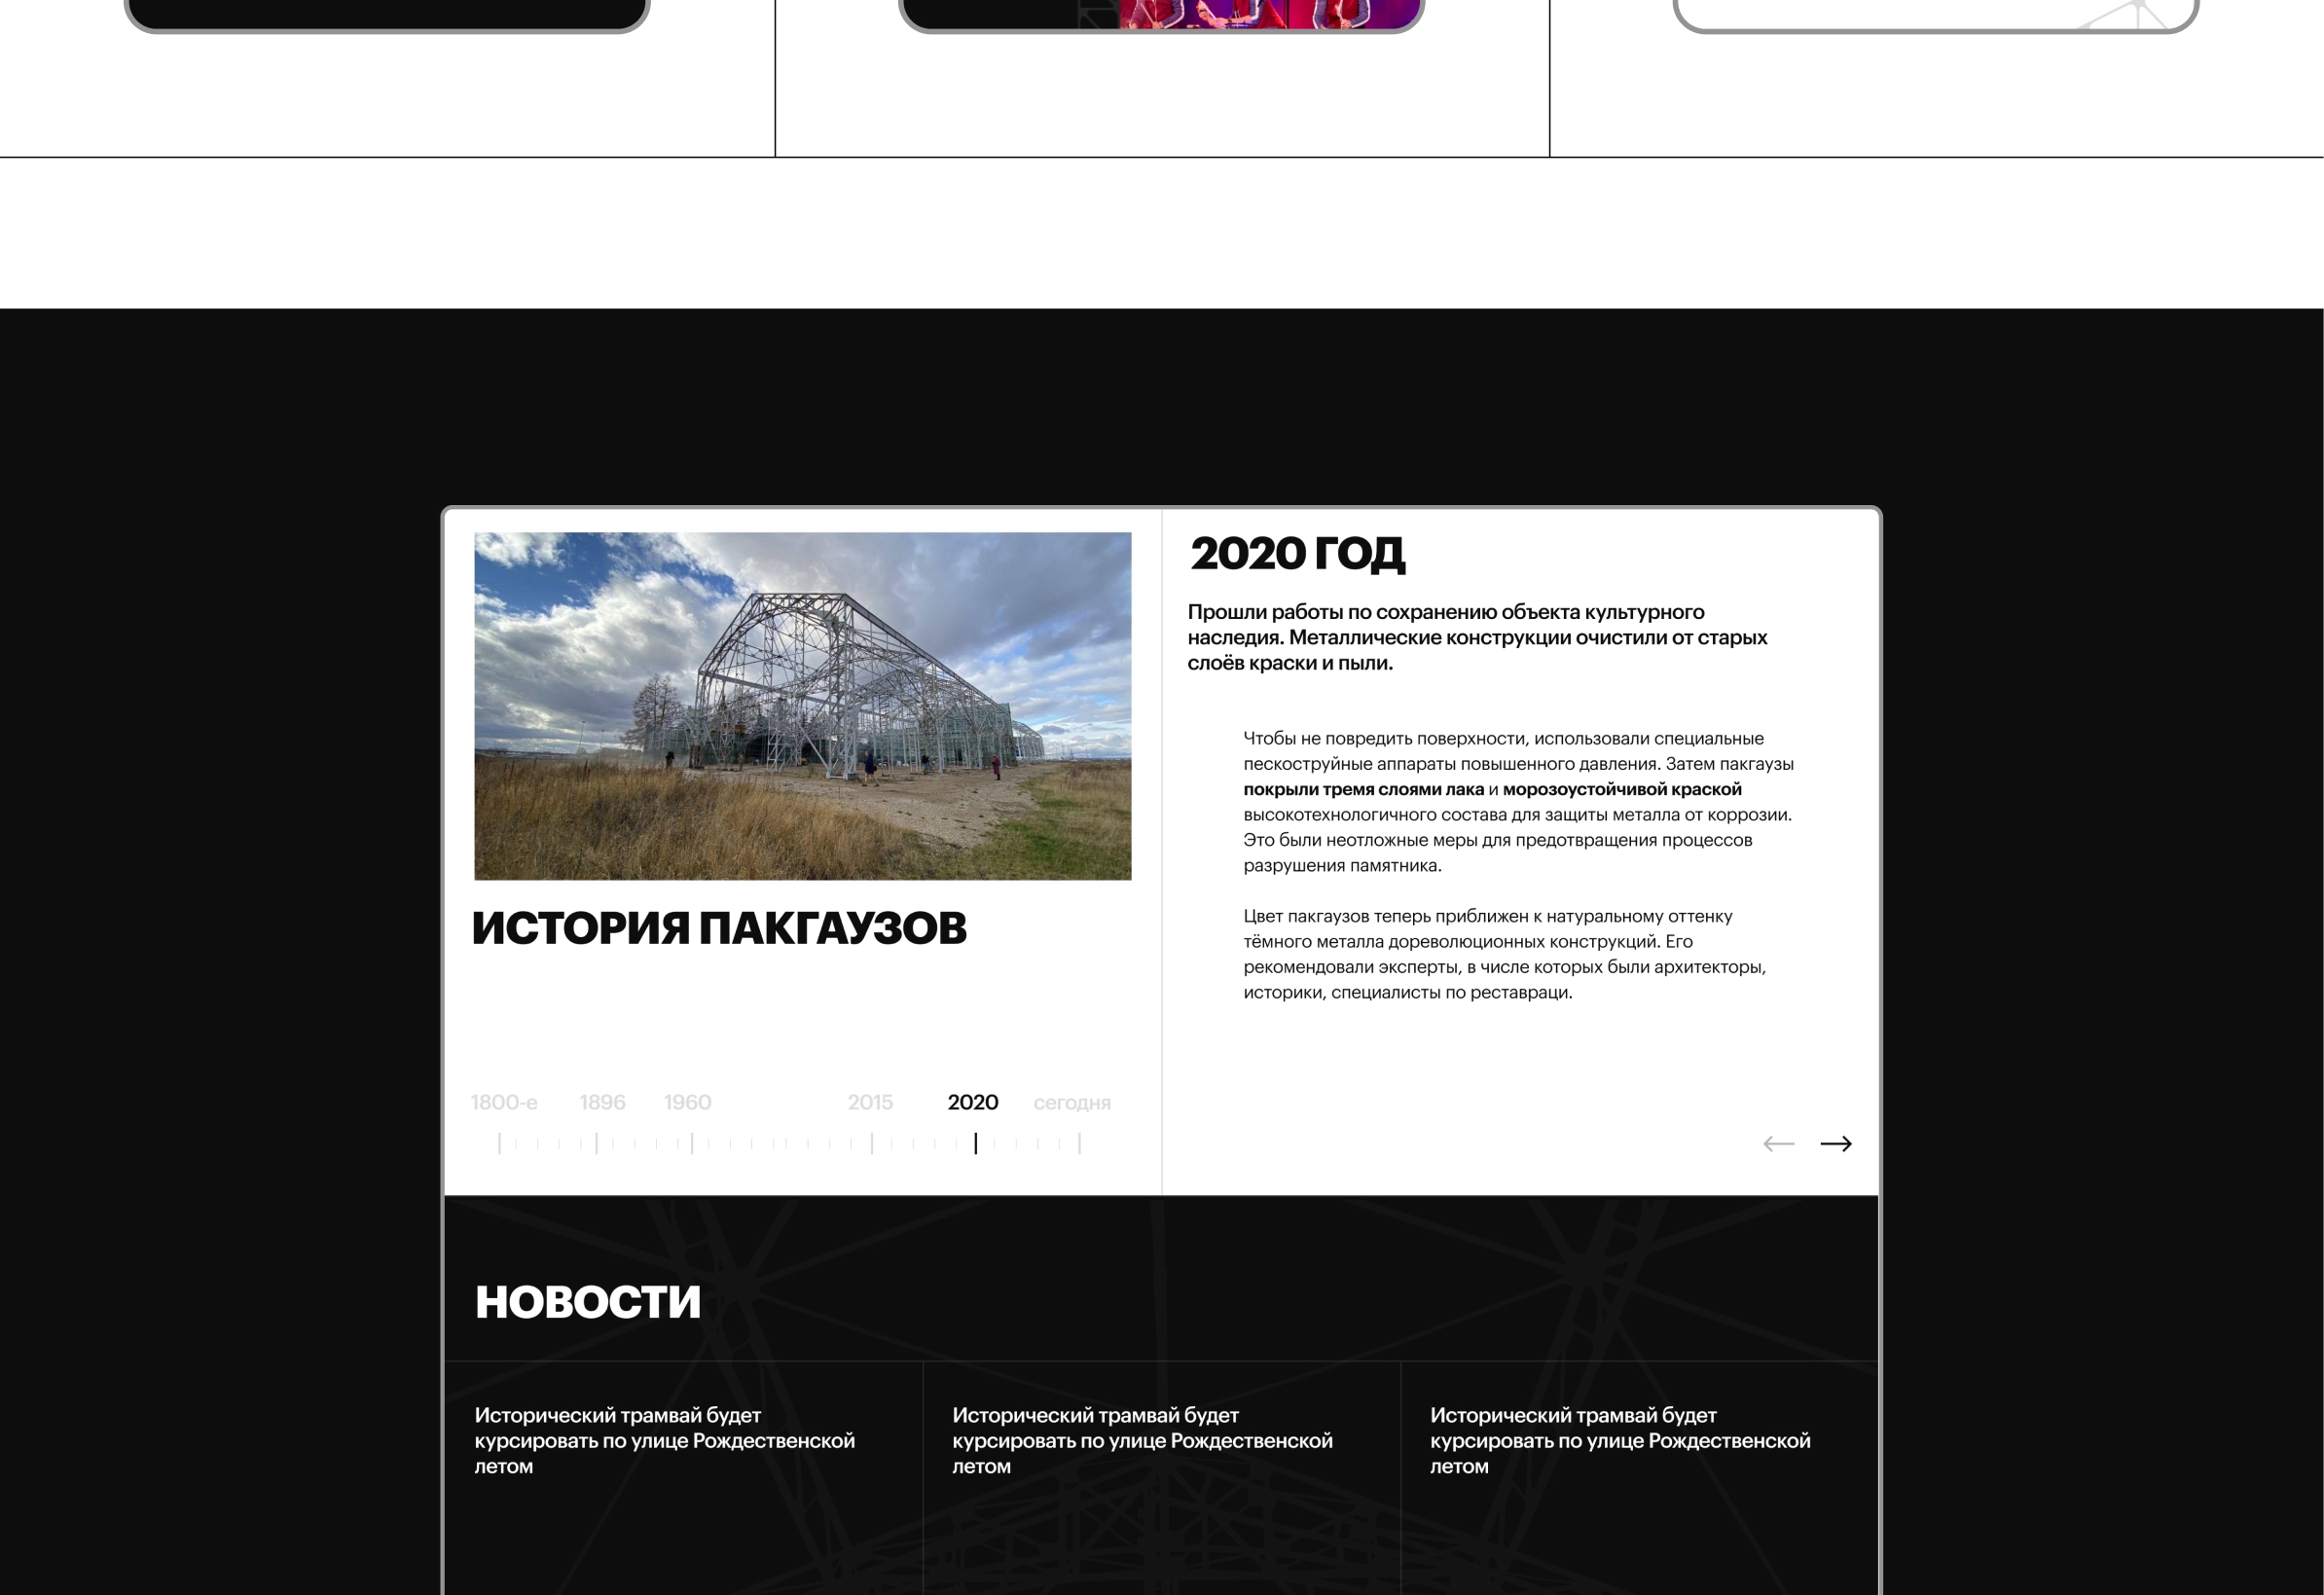 2020 ГОД
Прошли работы по сохранению объекта культурного
наследия. Металлические конструкции очистили от старых
слоёв краски и пыли.
Чтобы не повредить поверхности, использовали специальные
пескоструйные аппараты повышенного давления. Затем пакгаузы
покрыли тремя слоями лака и морозоустойчивой краской
высокотехнологичного состава для защиты металла от коррозии.
Это были неотложные меры для предотвращения процессов
разрушения памятника.
Цвет пакгаузов теперь приближен к натуральному оттенку
тёмного металла дореволюционных конструкций. Его
рекомендовали эксперты, в числе которых были архитекторы,
историки, специалисты по реставраци.
ИСТОРИЯ ПАКГАУЗОВ
1800-е 1896 1960 2015 2020 сегодня
НОВОСТИ
Исторический трамвай будет
курсировать по улице Рождественской
летом
Исторический трамвай будет
курсировать по улице Рождественской
летом
Исторический трамвай будет
курсировать по улице Рождественской
летом